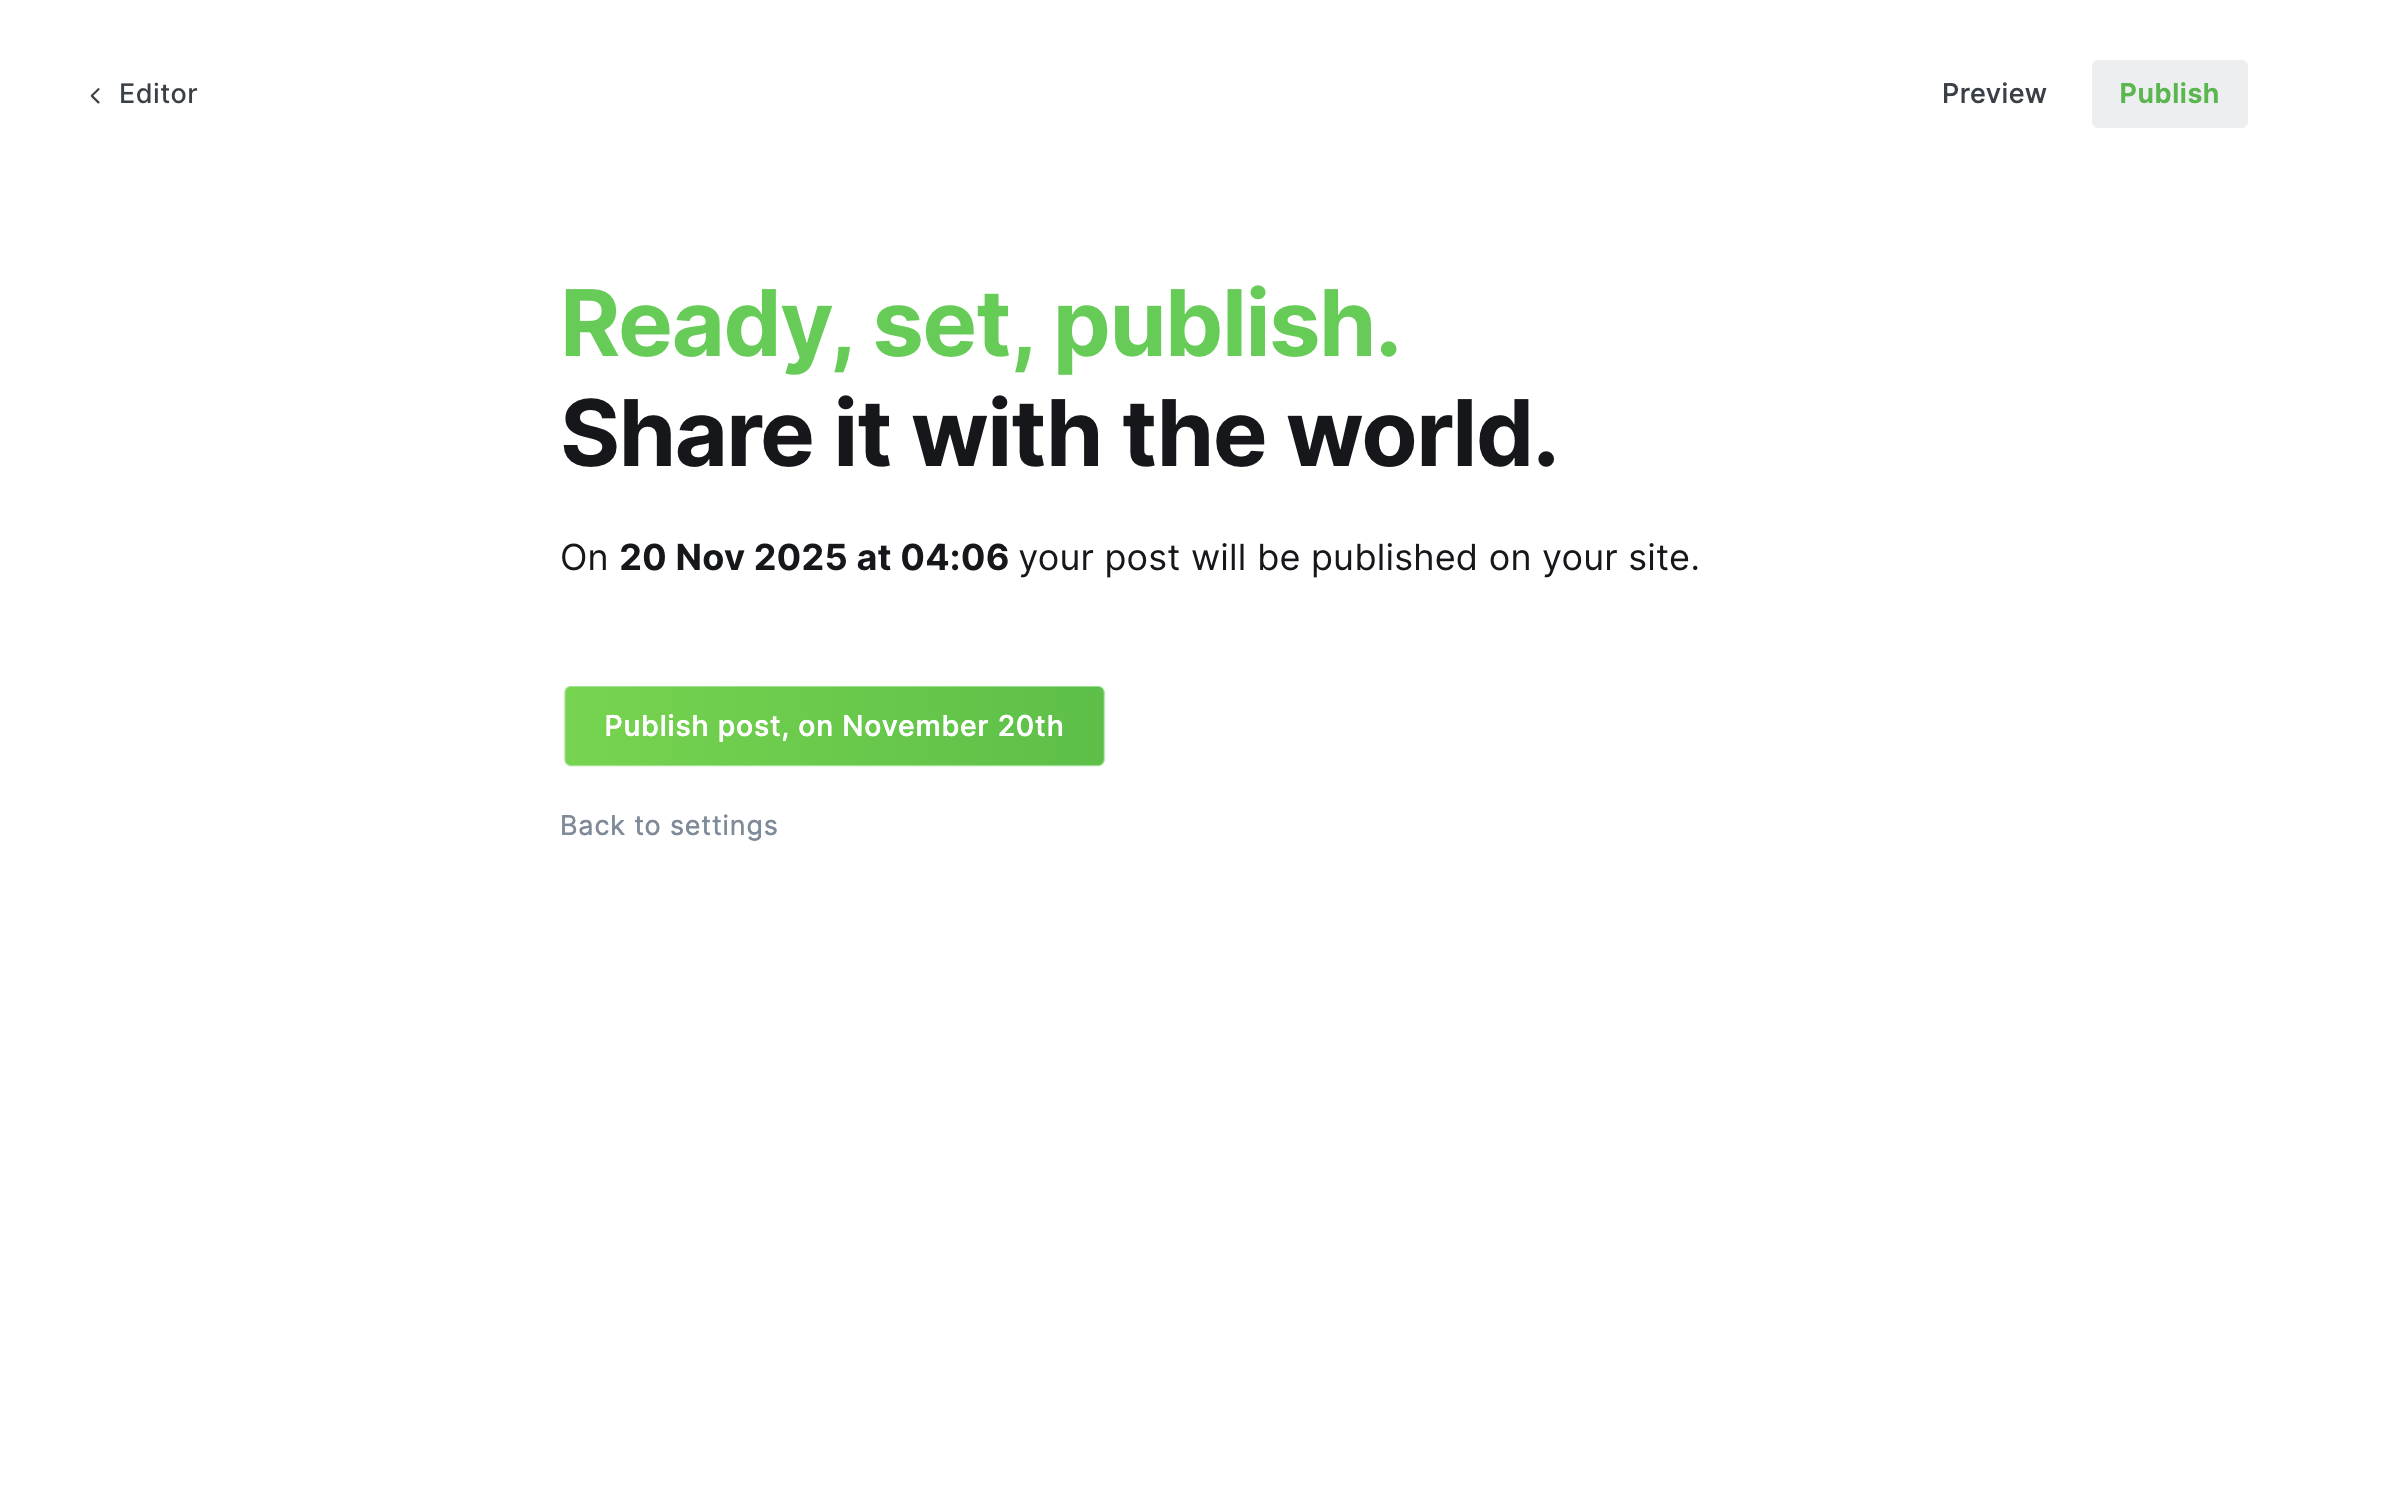 Editor
Preview
Publish
Ready, set, publish.
Share it with the world.
On 20 Nov 2025 at 04:06 your post will be published on your site.
Publish post, on November 20th
Back to settings